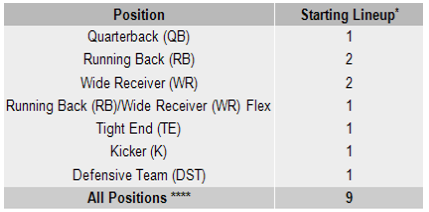 Position Starting Lineup*
Quarterback (QB) 1
Running Back (RB) 2
Wide Receiver (WR) 2
Running Back (RB)/Wide Receiver (WR) Flex 1
Tight End (TE) 1
Kicker (K) 1
Defensive Team (DST) 1
All Positions **** 9